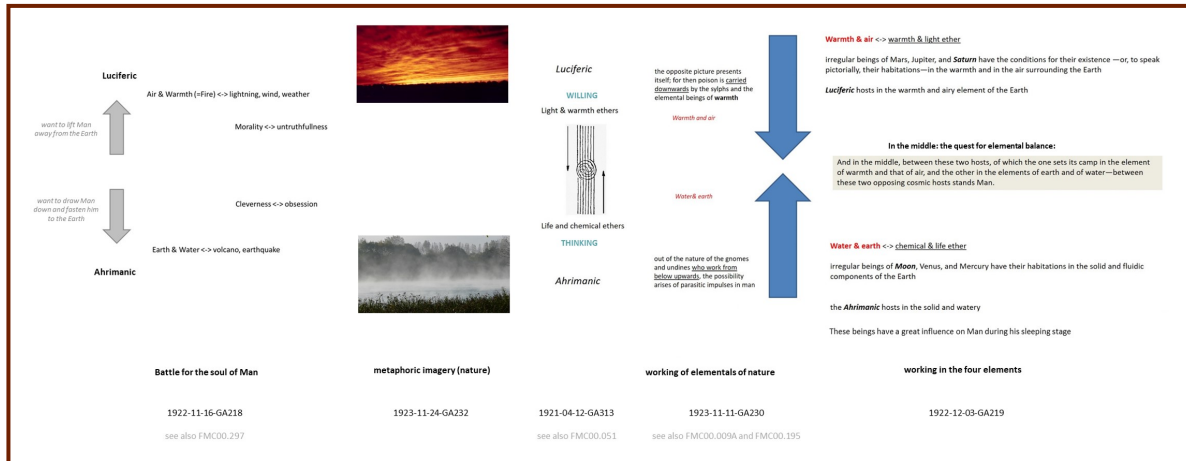 Luciferic
Air & Warmth (=Fire) <-> lightning, wind, weather
want to lift Man
away from the Earth
Morality <-> untruthfullness
want to draw Man
down and fasten him
to the Earth
Cleverness <-> obsession
Earth & Water <-> volcano, earthquake
Ahrimanic
Luciferic
WILLING
Light & warmth ethers
Life and chemical ethers
THINKING
Ahrimanic
the opposite picture presents
itself; for then poison is carried
downwards by the sylphs and the
elemental beings of warmth
Warmth and air
Water& earth
out of the nature of the gnomes
and undines who work from
below upwards, the possibility
arises of parasitic impulses in man
Warmth & air <-> warmth & light ether
irregular beings of Mars, Jupiter, and Saturn have the conditions for their existence —or, to speak
pictorially, their habitations—in the warmth and in the air surrounding the Earth
Luciferic hosts in the warmth and airy element of the Earth
In the middle: the quest for elemental balance:
And in the middle, between these two hosts, of which the one sets its camp in the element
of warmth and that of air, and the other in the elements of earth and of water—between
these two opposing cosmic hosts stands Man.
Water & earth <-> chemical & life ether
irregular beings of Moon, Venus, and Mercury have their habitations in the solid and fluidic
components of the Earth
the Ahrimanic hosts in the solid and watery
These beings have a great influence on Man during his sleeping stage
Battle for the soul of Man
metaphoric imagery (nature)
working of elementals of nature
working in the four elements
1922-11-16-GA218
1923-11-24-GA232
1921-04-12-GA313
1923-11-11-GA230
1922-12-03-GA219
see also FMC00.297
see also FMC00.051
see also FMC00.009A and FMC00.195